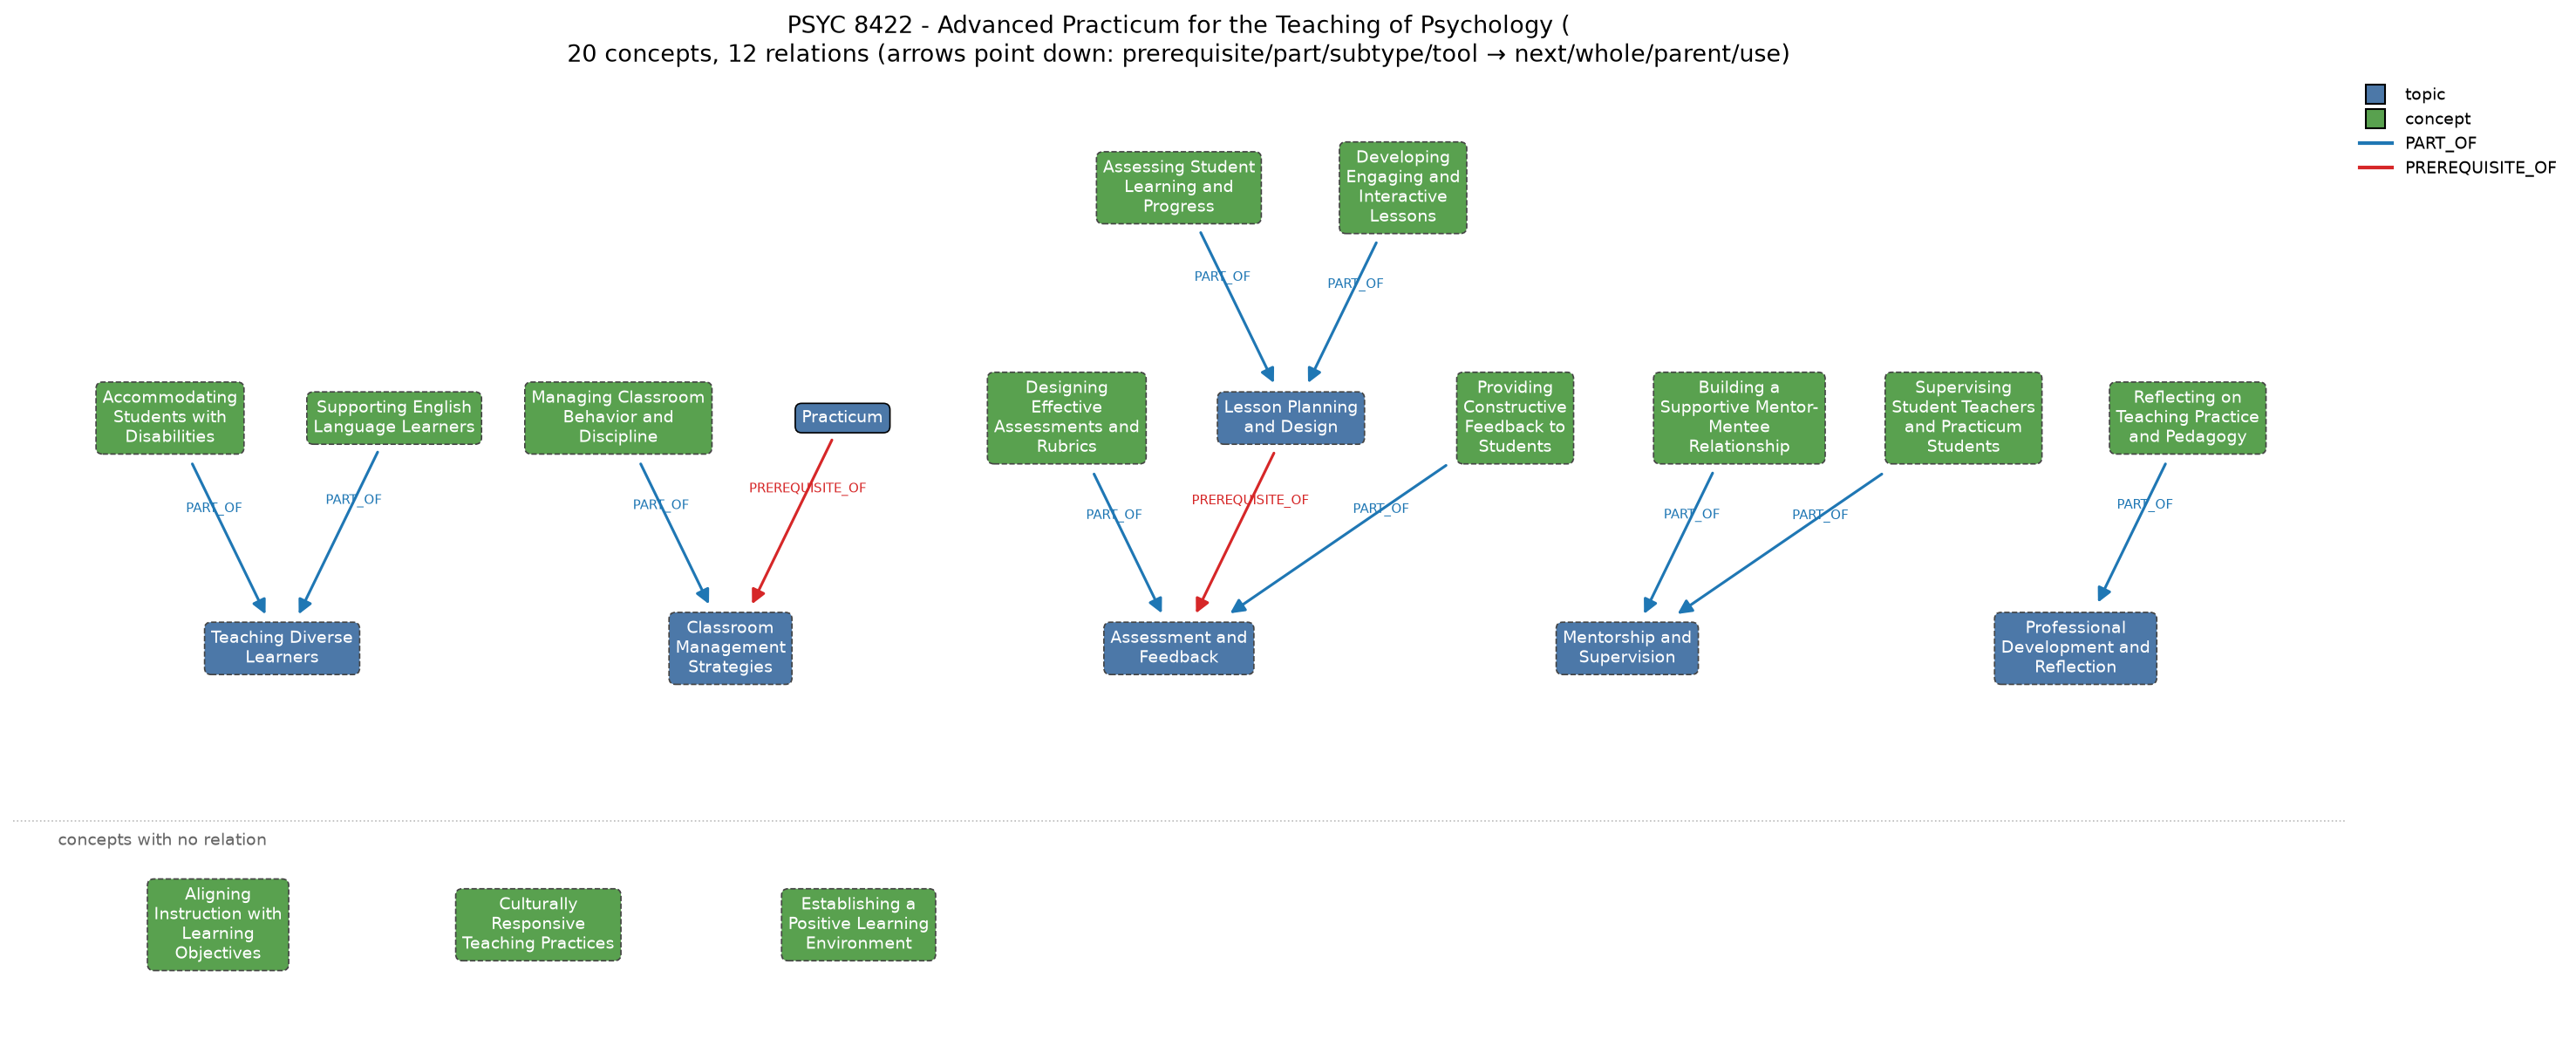 PSYC 8422 - Advanced Practicum for the Teaching of Psychology (
20 concepts, 12 relations (arrows point down: prerequisite/part/subtype/tool → next/whole/parent/use)
topic
concept
PART_OF
PREREQUISITE_OF
Assessing Student
Learning and
Progress
Developing
Engaging and
Interactive
Lessons
PART_OF
PART_OF
Accommodating
Students with
Disabilities
Supporting English
Language Learners
Managing Classroom
Behavior and
Discipline
Practicum
Designing
Effective
Assessments and
Rubrics
Lesson Planning
and Design
Providing
Constructive
Feedback to
Students
Building a
Supportive Mentor-
Mentee
Relationship
Supervising
Student Teachers
and Practicum
Students
Reflecting on
Teaching Practice
and Pedagogy
PART_OF
PART_OF
PART_OF
PREREQUISITE_OF
PART_OF
PREREQUISITE_OF
PART_OF
PART_OF
PART_OF
PART_OF
Teaching Diverse
Learners
Classroom
Management
Strategies
Assessment and
Feedback
Mentorship and
Supervision
Professional
Development and
Reflection
concepts with no relation
Aligning
Instruction with
Learning
Objectives
Culturally
Responsive
Teaching Practices
Establishing a
Positive Learning
Environment